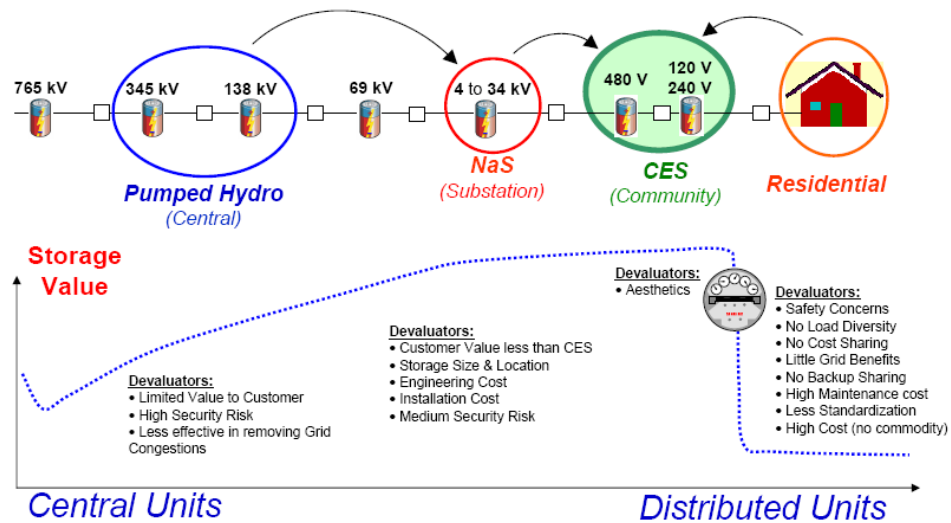 765 kV
345 kV
138 kV
69 kV
4 to 34 kV
480 V
120 V
240 V
Pumped Hydro
(Central)
NaS
(Substation)
CES
(Community)
Residential
Storage
Value
Devaluators:
• Limited Value to Customer
• High Security Risk
• Less effective in removing Grid
Congestions
Devaluators:
• Customer Value less than CES
• Storage Size & Location
• Engineering Cost
• Installation Cost
• Medium Security Risk
Devaluators:
• Aesthetics
Devaluators:
• Safety Concerns
• No Load Diversity
• No Cost Sharing
• Little Grid Benefits
• No Backup Sharing
• High Maintenance cost
• Less Standardization
• High Cost (no commodity)
Central Units
Distributed Units